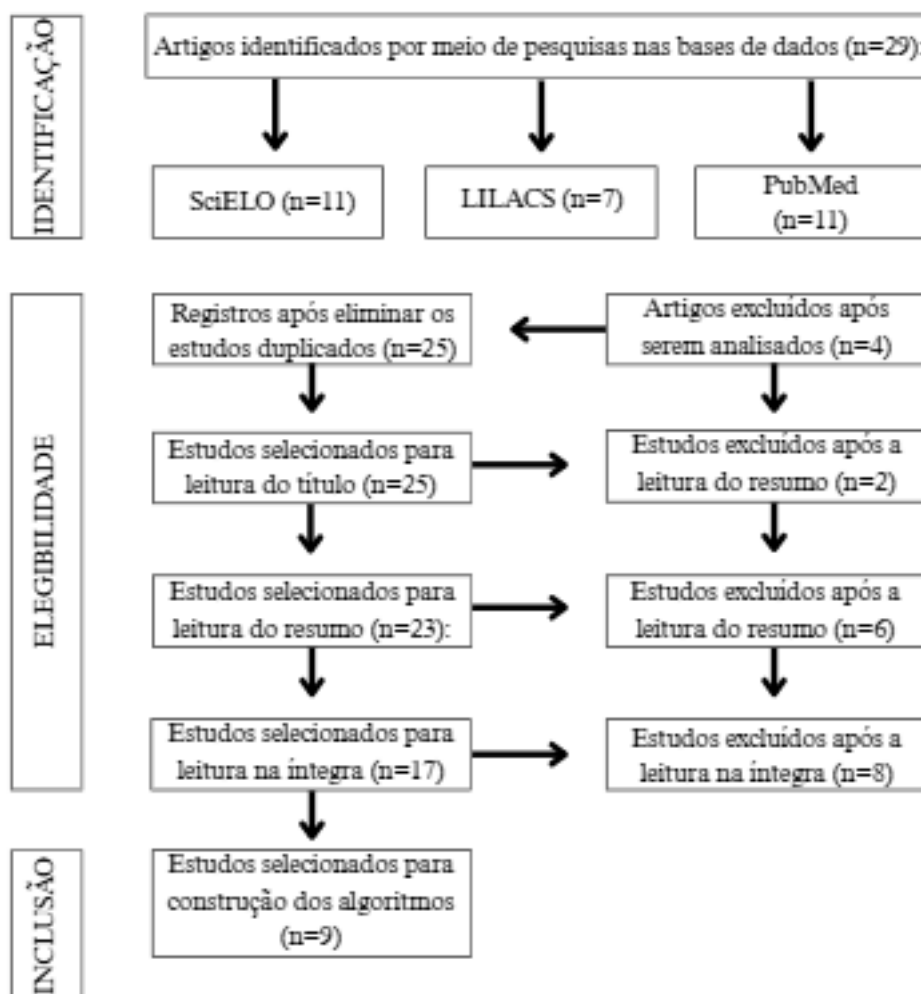 IDENTIFICAÇÃO
Artigos identificados por meio de pesquisas nas bases de dados (n=29):
SciELO (n=11)
LILACS (n=7)
PubMed
(n=11)
ELEGIBILIDADE
Registros após eliminar os
estudos duplicados (n=25)
Artigos excluídos após
serem analisados (n=4)
Estudos selecionados para
leitura do título (n=25)
Estudos excluídos após a
leitura do resumo (n=2)
Estudos selecionados para
leitura do resumo (n=23):
Estudos excluídos após a
leitura do resumo (n=6)
Estudos selecionados para
leitura na íntegra (n=17)
Estudos excluídos após a
leitura na íntegra (n=8)
INCLUSÃO
Estudos selecionados para
construção dos algoritmos
(n=9)